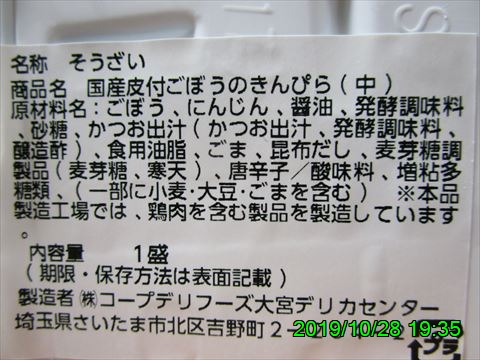 名称　そうざい
商品名　国産皮付ごぼうのきんぴら（中）
原材料名：ごぼう、にんじん、醤油、発酵調味料
、砂糖、かつお出汁（かつお出汁、発酵調味料、
醸造酢）、食用油脂、ごま、昆布だし、麦芽糖調
製品（麦芽糖、寒天）、唐辛子／酸味料、増粘多
糖類、（一部に小麦・大豆・ごまを含む）　※本品
製造工場では、鶏肉を含む製品を製造しています
。
内容量　　1盛
（期限・保存方法は表面記載）
製造者㈱コープデリフーズ大宮デリカセンター
埼玉県さいたま市北区吉野町2-
2019/10/28 19:35
プラ